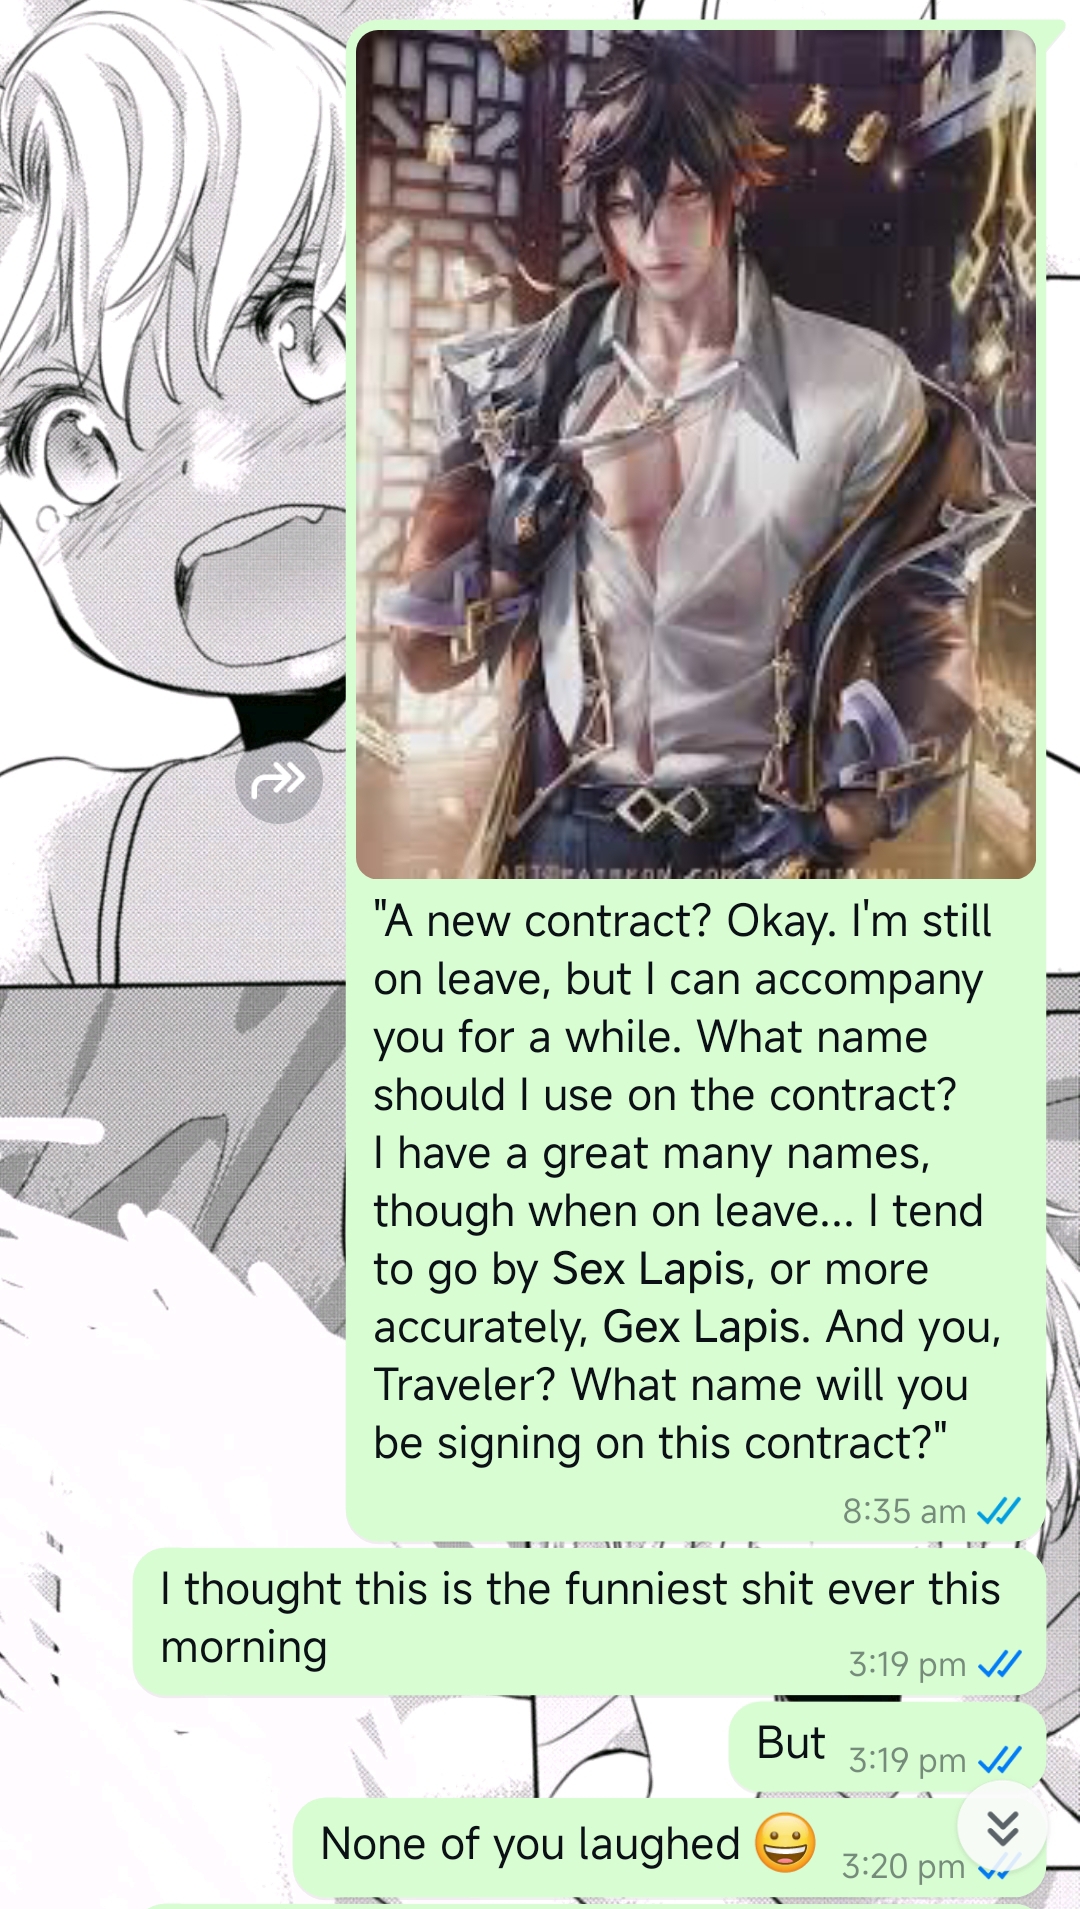 "A new contract? Okay. I'm still
on leave, but I can accompany
you for a while. What name
should I use on the contract?
I have a great many names,
though when on leave... I tend
to go by Sex Lapis, or more
accurately, Gex Lapis. And you,
Traveler? What name will you
be signing on this contract?"
8:35 am
I thought this is the funniest shit ever this
morning
3:19 pm
But
3:19 pm
None of you laughed 😀
3:20 pm